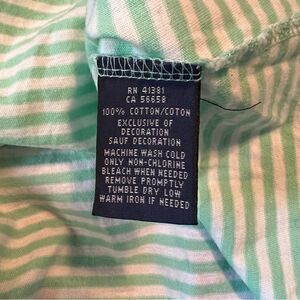 RN 41381
CA 56658
100% COTTON/COTON
EXCLUSIVE OF
DECORATION
SAUF DECORATION
MACHINE WASH COLD
ONLY NON-CHLORINE
BLEACH WHEN NEEDED
REMOVE PROMPTLY
TUMBLE DRY LOW
WARM IRON IF NEEDED